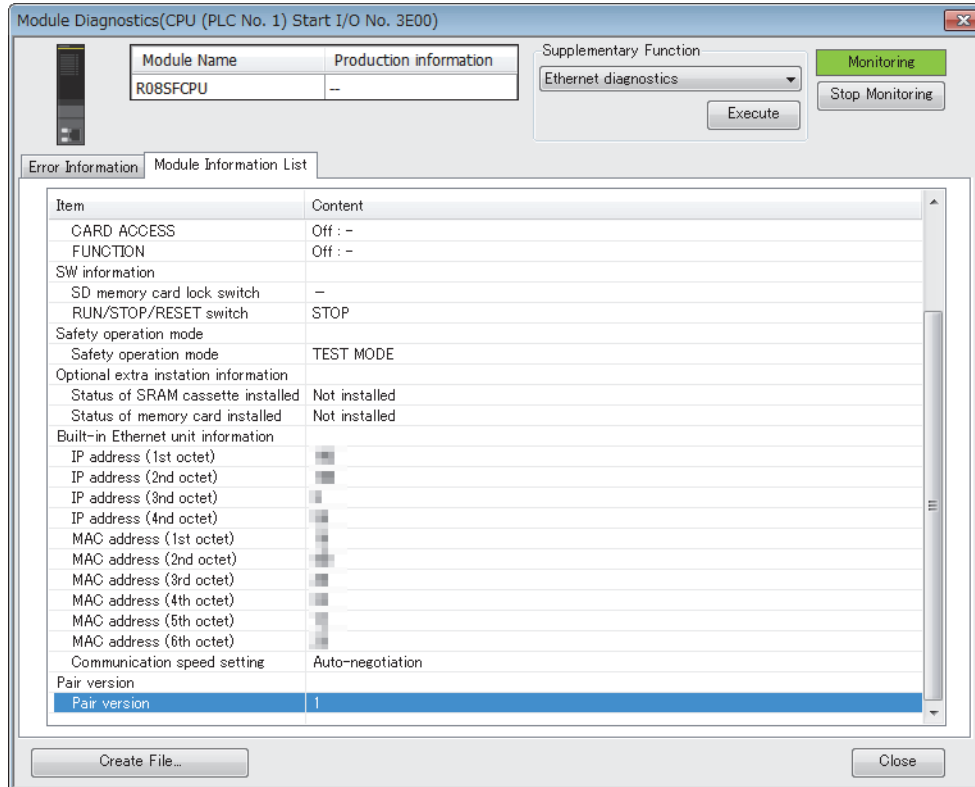 Module Diagnostics(CPU (PLC No. 1) Start I/O No. 3E00)
Module Name Production information
R08SFCPU --
Supplementary Function
Ethernet diagnostics
Execute
Monitoring
Stop Monitoring
Error Information Module Information List
Item Content
CARD ACCESS Off : -
FUNCTION Off : -
SW information
SD memory card lock switch -
RUN/STOP/RESET switch STOP
Safety operation mode
Safety operation mode TEST MODE
Optional extra instation information
Status of SRAM cassette installed Not installed
Status of memory card installed Not installed
Built-in Ethernet unit information
IP address (1st octet)
IP address (2nd octet)
IP address (3nd octet)
IP address (4nd octet)
MAC address (1st octet)
MAC address (2nd octet)
MAC address (3rd octet)
MAC address (4th octet)
MAC address (5th octet)
MAC address (6th octet)
Communication speed setting Auto-negotiation
Pair version
Pair version 1
Create File...
Close